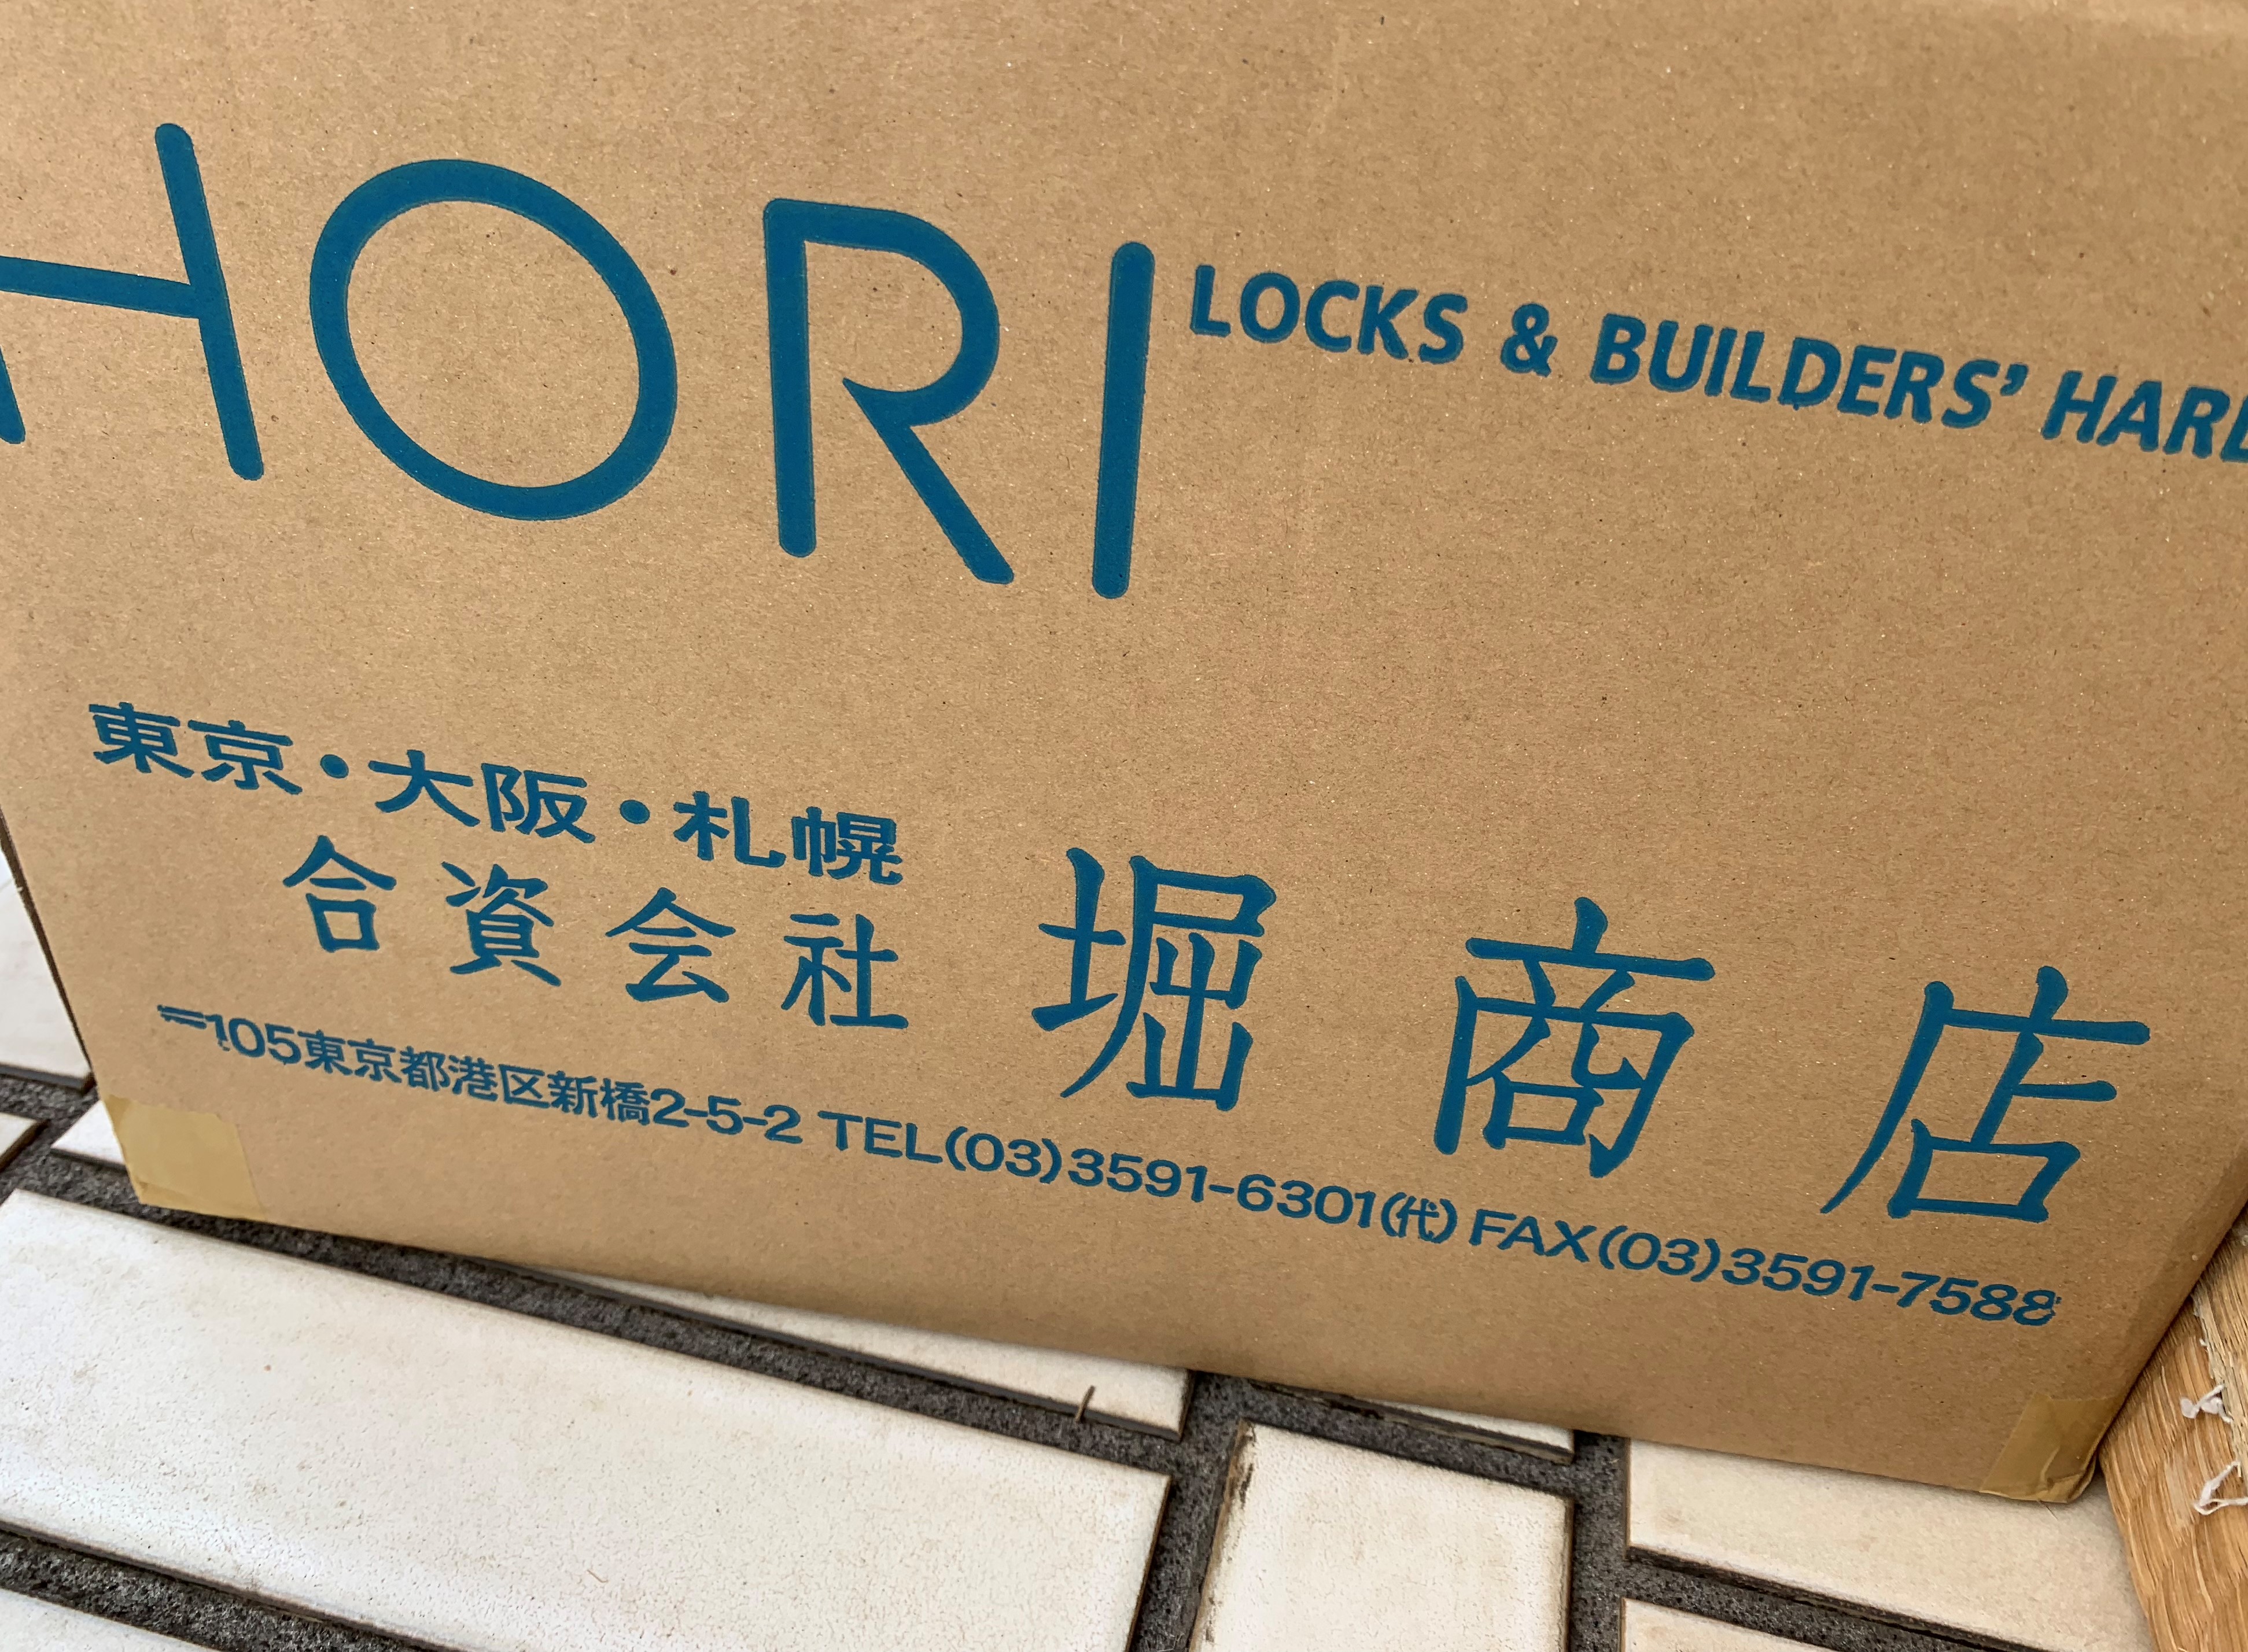 HORI LOCKS & BUILDERS'
東京・大阪・札幌
合資会社 堀商店
〒105東京都港区新橋2-5-2 TEL(03)3591-6301(代) FAX(03)3591-7588